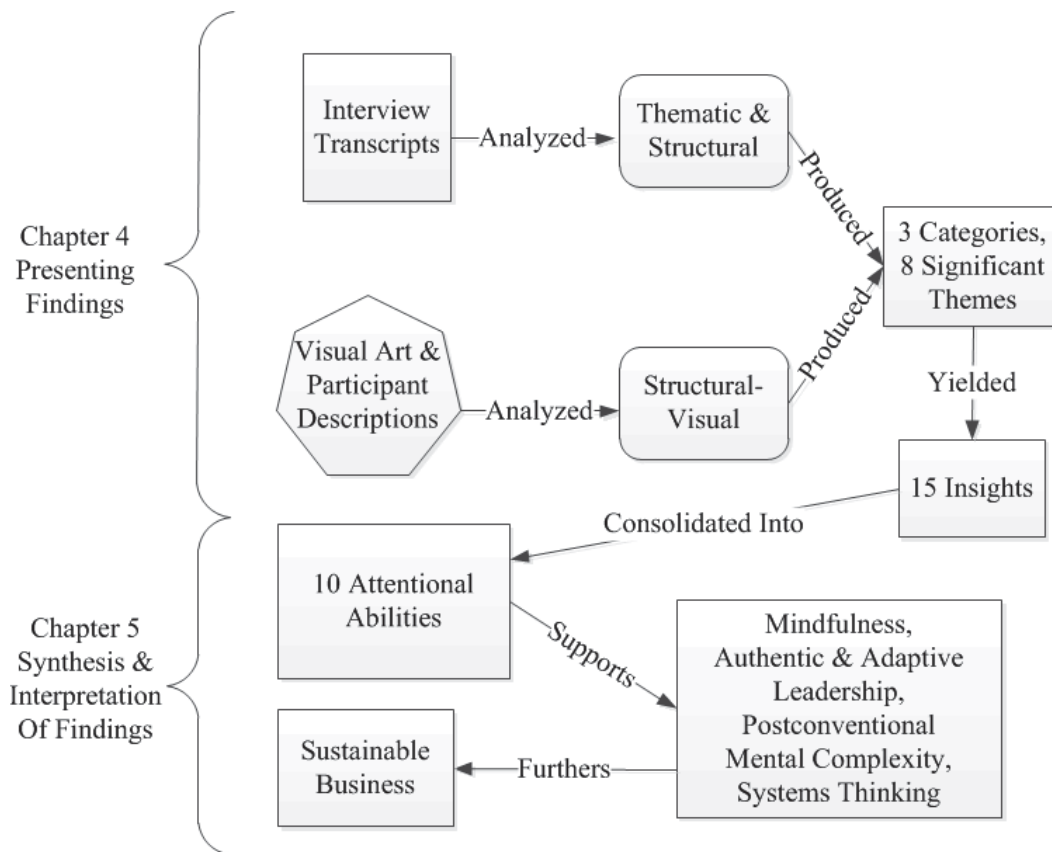 Chapter 4
Presenting
Findings
Interview
Transcripts
Analyzed
Thematic &
Structural
Produced
3 Categories,
8 Significant
Themes
Visual Art &
Participant
Descriptions
Analyzed
Structural-
Visual
Produced
Yielded
15 Insights
Consolidated Into
Chapter 5
Synthesis &
Interpretation
Of Findings
10 Attentional
Abilities
Supports
Mindfulness,
Authentic & Adaptive
Leadership,
Postconventional
Mental Complexity,
Systems Thinking
Furthers
Sustainable
Business